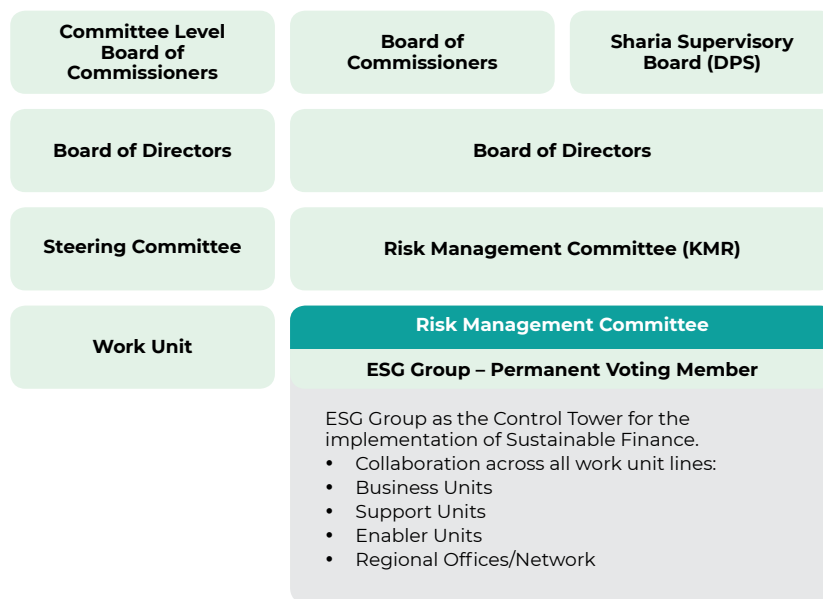 Committee Level
Board of
Commissioners
Board of
Commissioners
Sharia Supervisory
Board (DPS)
Board of Directors
Board of Directors
Steering Committee
Risk Management Committee (KMR)
Work Unit
Risk Management Committee
ESG Group – Permanent Voting Member
ESG Group as the Control Tower for the
implementation of Sustainable Finance.
• Collaboration across all work unit lines:
• Business Units
• Support Units
• Enabler Units
• Regional Offices/Network